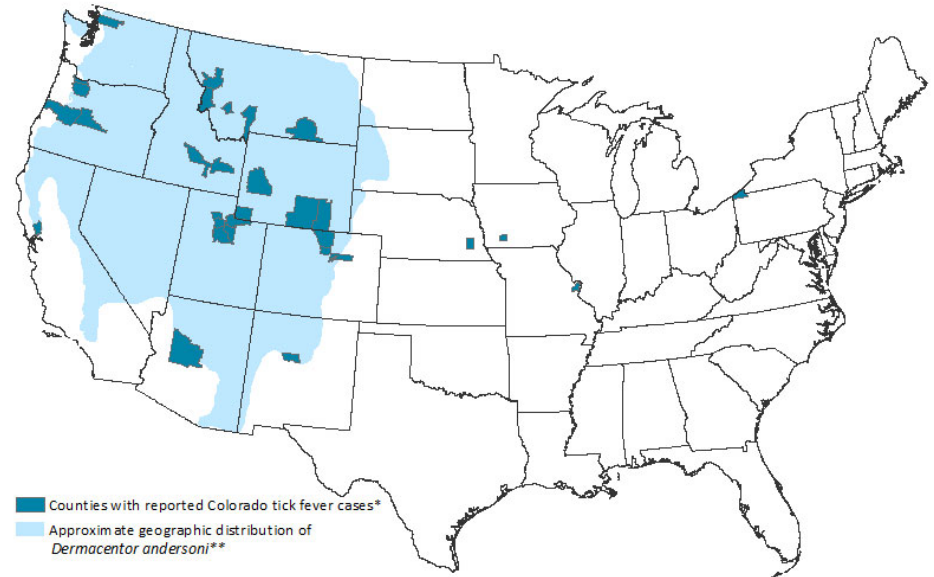 Counties with reported Colorado tick fever cases*
Approximate geographic distribution of
Dermacentor andersoni**